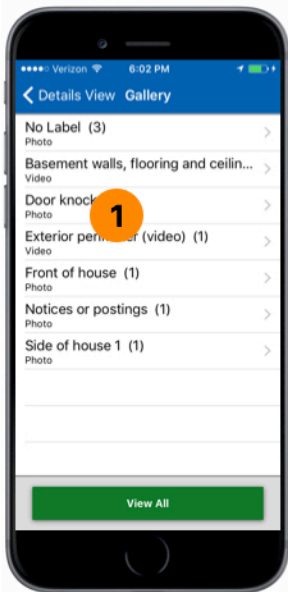 Verizon 6:02 PM
Details View Gallery
No Label (3)
Photo
Basement walls, flooring and ceilin...
Video
Door knock
Photo
1
Exterior (video) (1)
Video
Front of house (1)
Photo
Notices or postings (1)
Photo
Side of house 1 (1)
Photo
View All